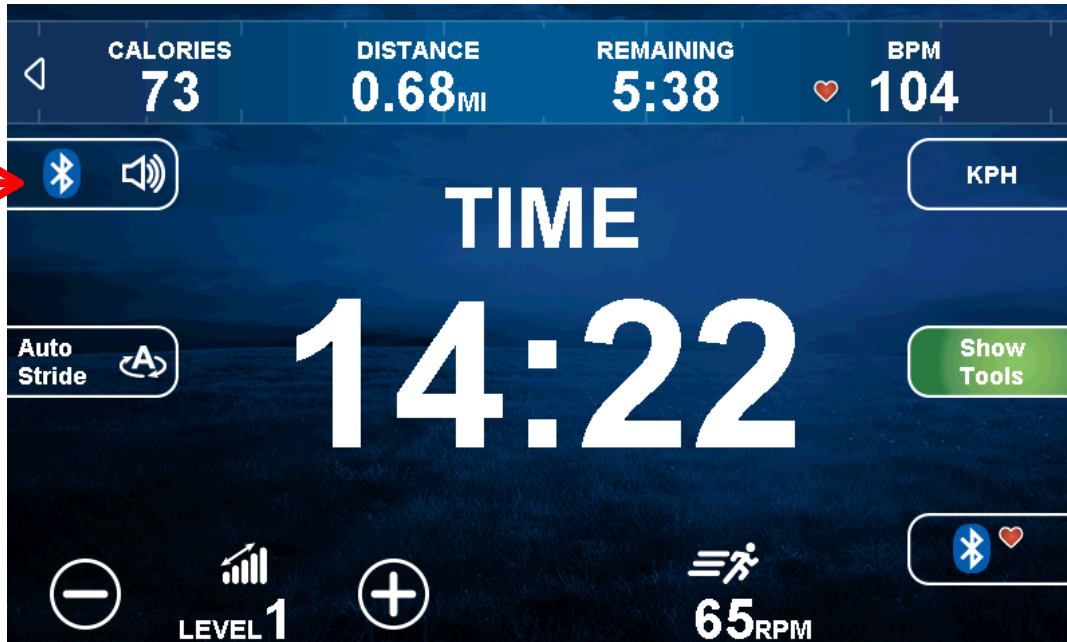 CALORIES DISTANCE REMAINING BPM
73 0.68MI 5:38 104
KPH
TIME
14:22
Auto
Stride
Show
Tools
LEVEL 1
65RPM